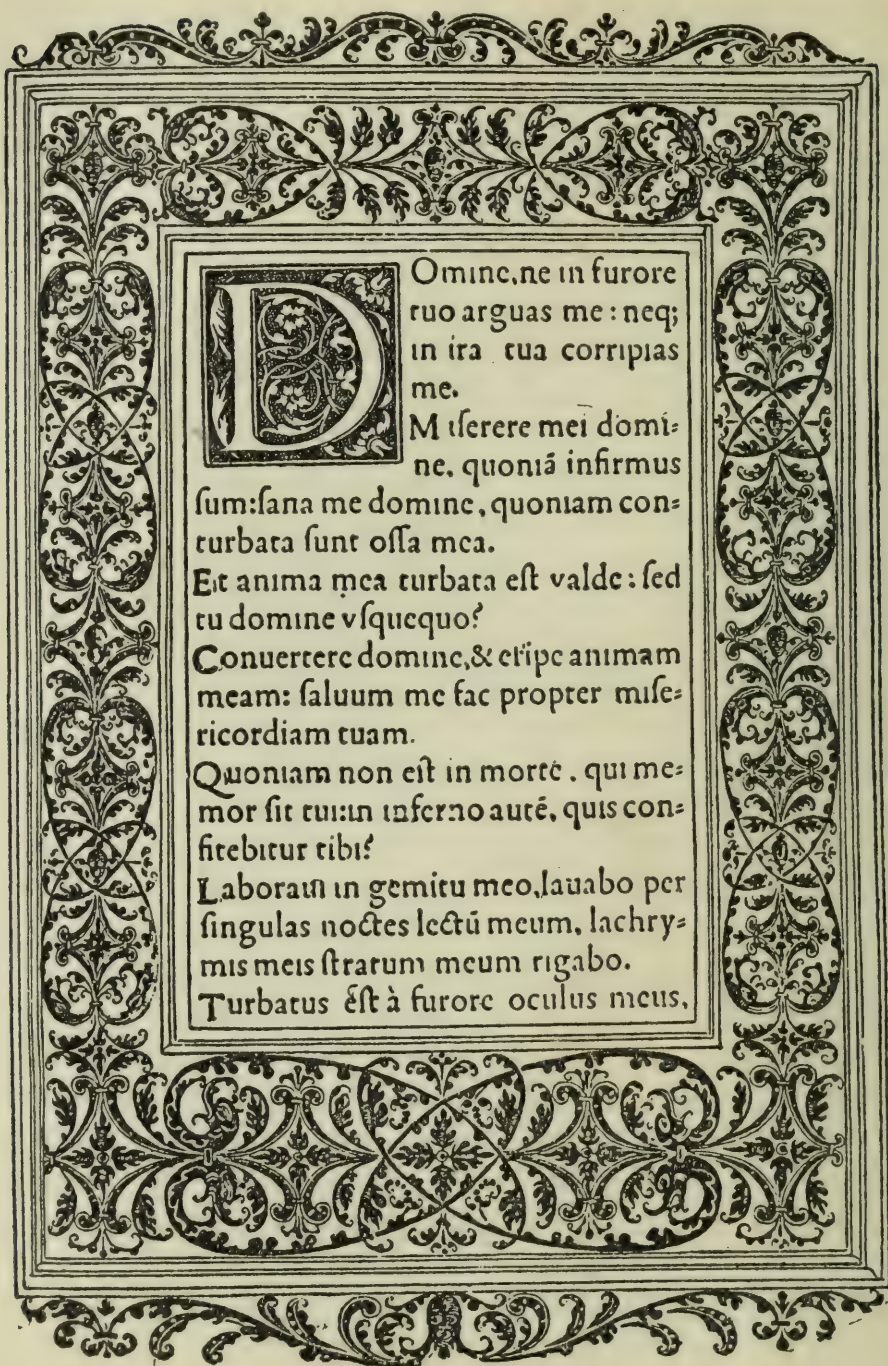 DOmine, ne in furore
tuo arguas me: neq;
in ira tua corripias
me.
Miſerere mei domi=
ne, quoniā infirmus
ſum: ſana me domine, quoniam con=
turbata ſunt oſſa mea.
Et anima mea turbata eſt valde: ſed
tu domine vſquequo?
Conuertere domine, & eripe animam
meam: ſaluum me fac propter miſe=
ricordiam tuam.
Quoniam non eſt in morte, qui me=
mor ſit tui: in inferno autē, quis con=
fitebitur tibi?
Laboraui in gemitu meo, lauabo per
ſingulas noctes lectū meum, lachry=
mis meis ſtratum meum rigabo.
Turbatus eſt à furore oculus meus,